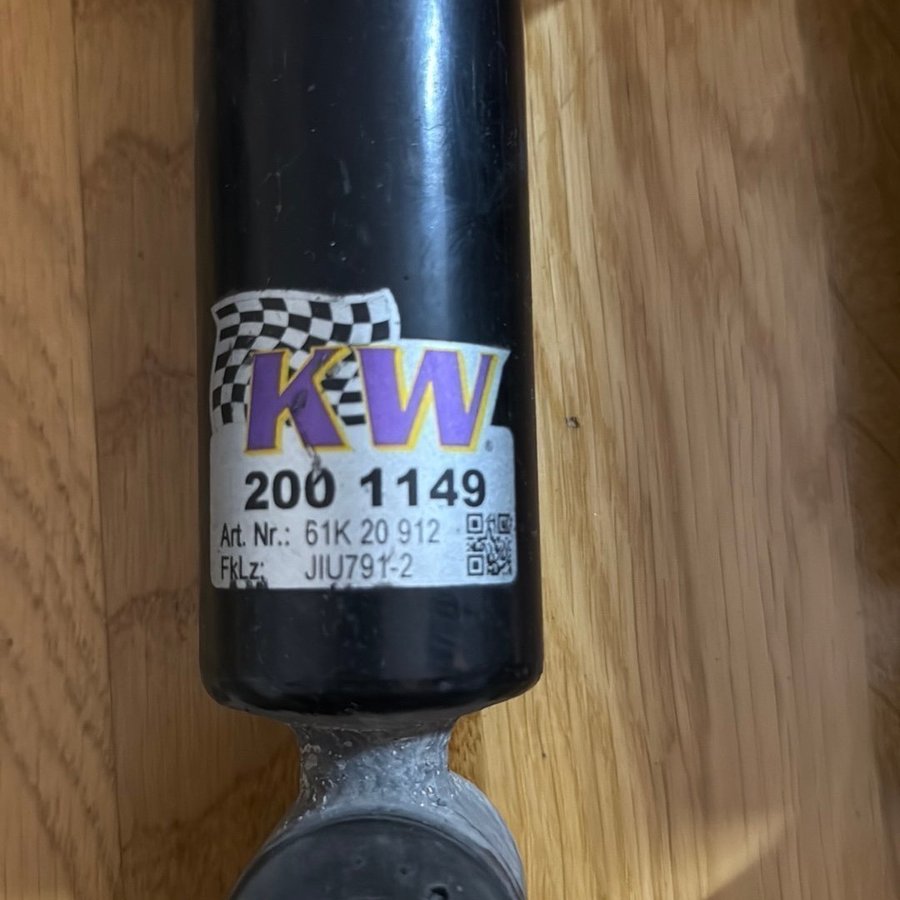 KW
200 1149
Art. Nr.: 61K 20 912
FkLz: JIU791-2